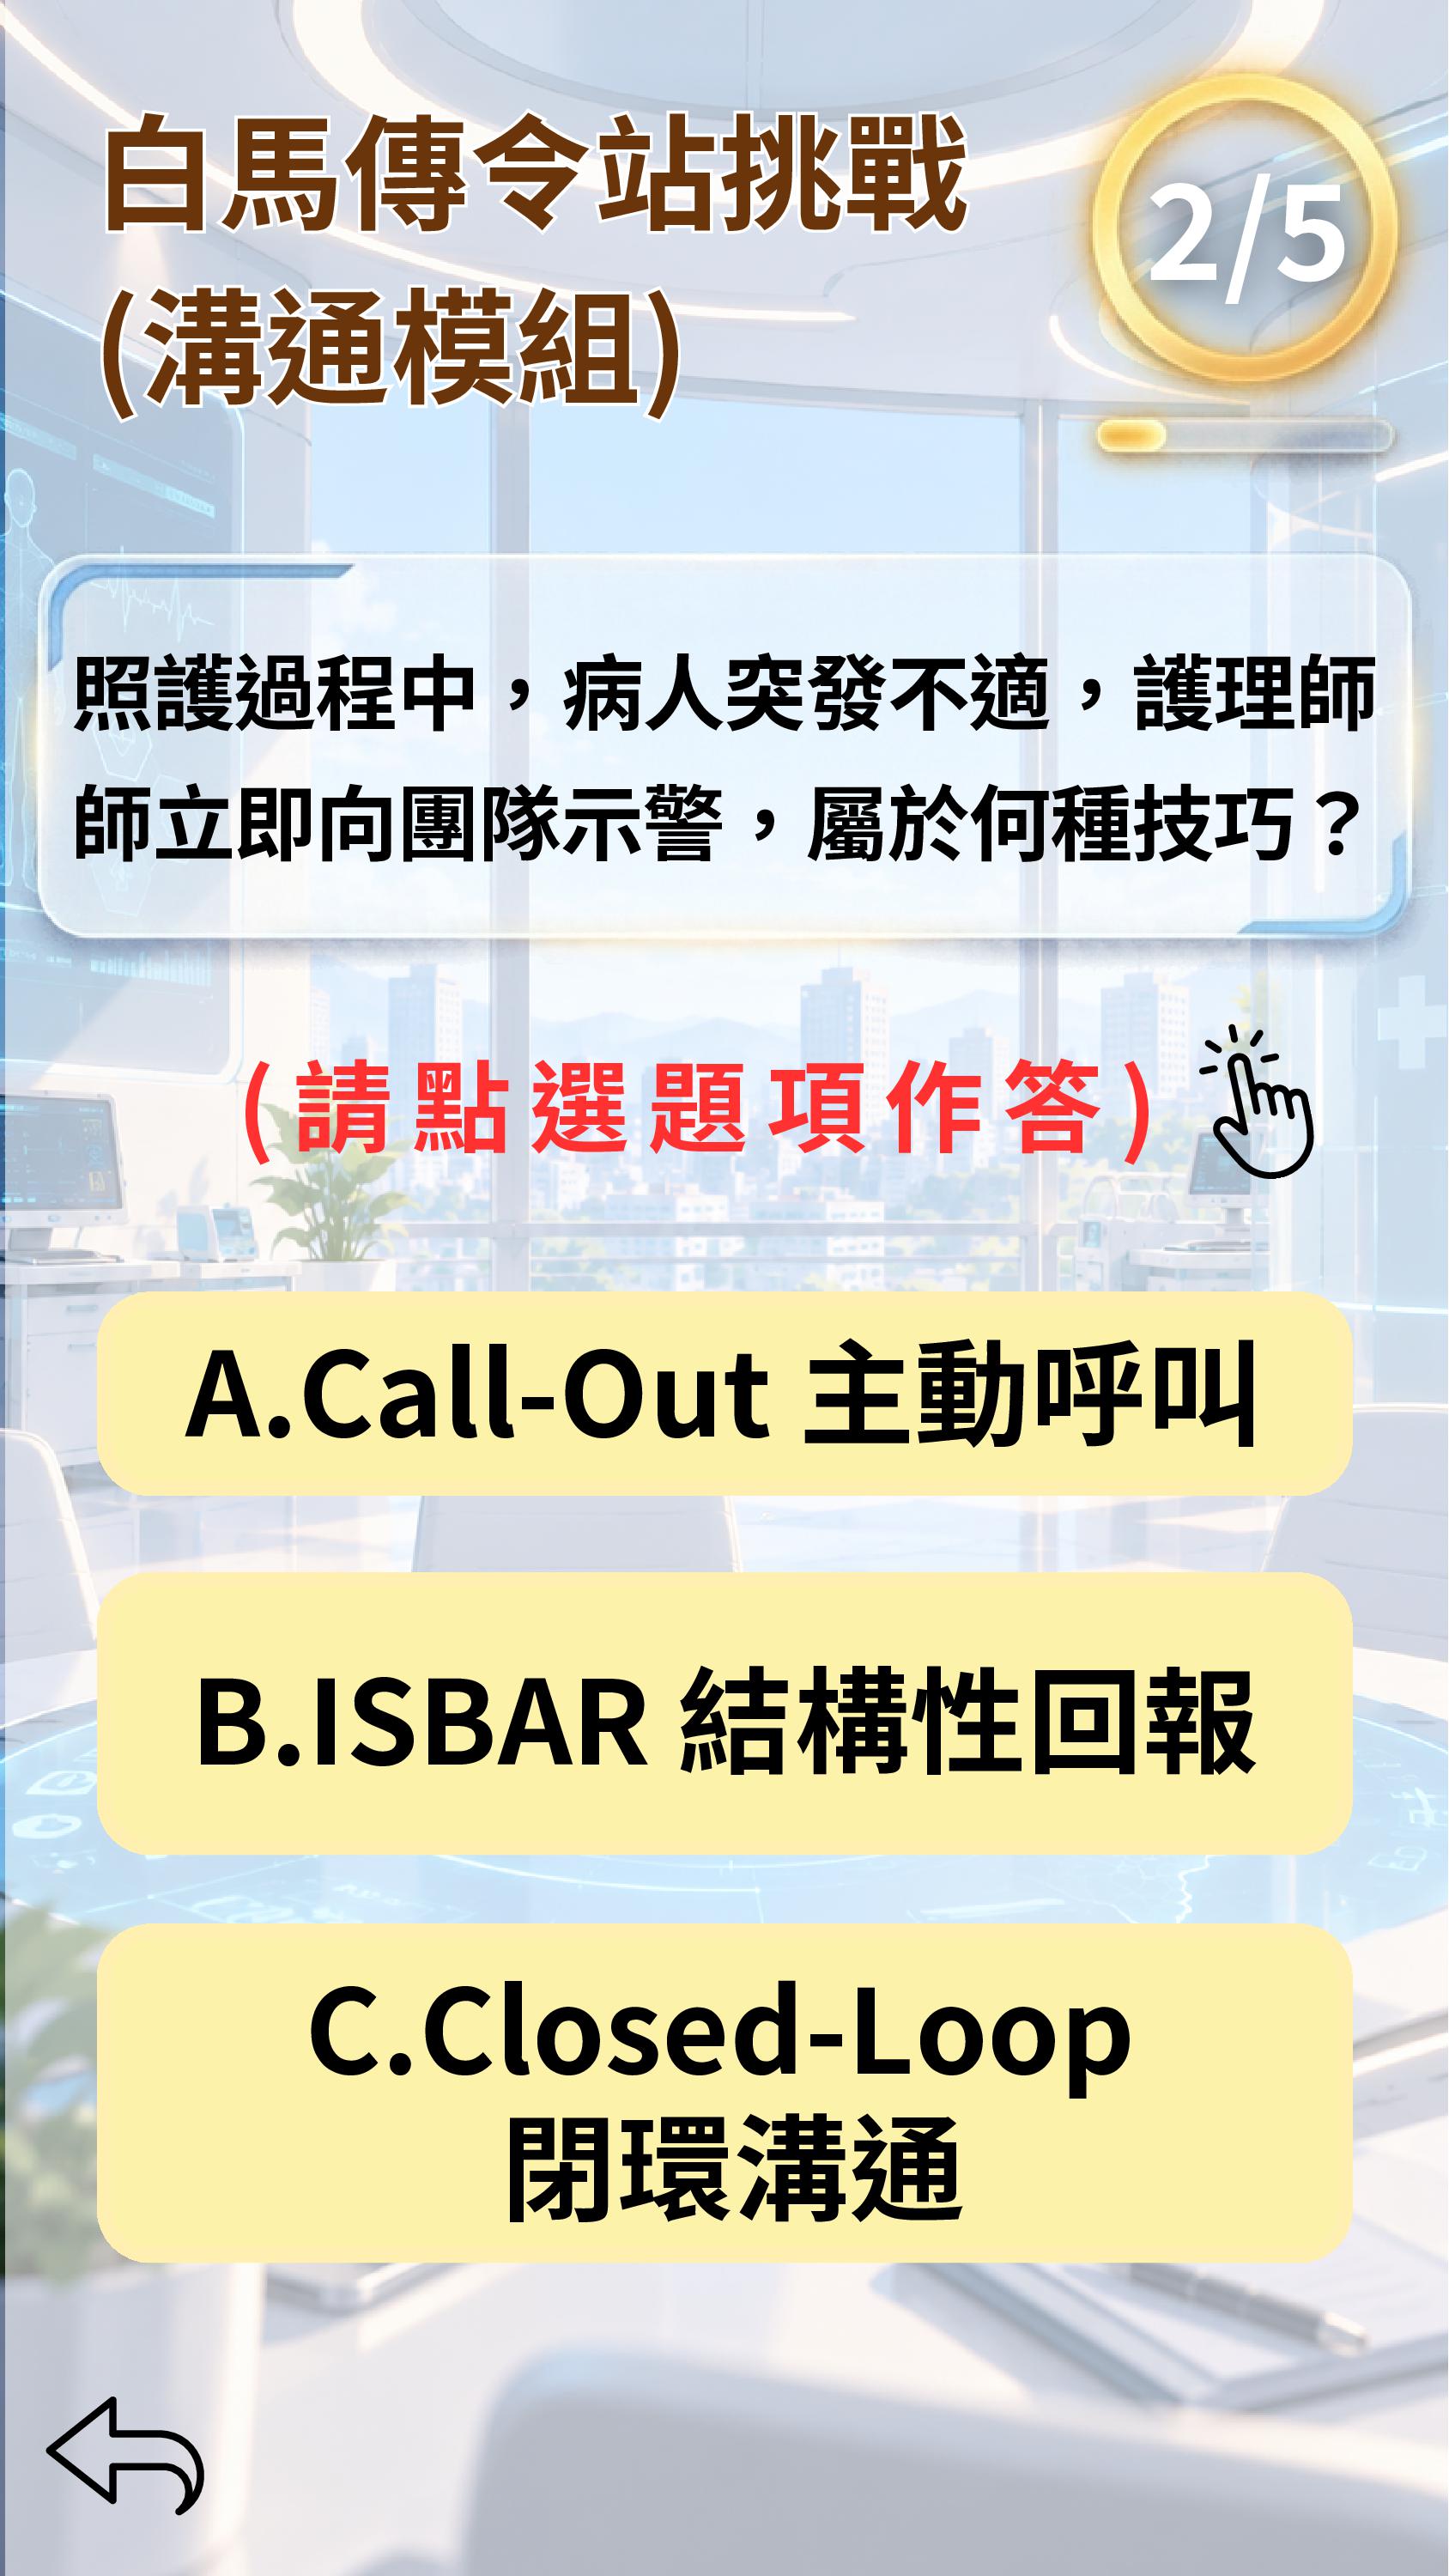 白馬傳令站挑戰
(溝通模組)
2/5
照護過程中，病人突發不適，護理師
師立即向團隊示警，屬於何種技巧？
(請點選題項作答)
A.Call-Out 主動呼叫
B.ISBAR 結構性回報
C.Closed-Loop
閉環溝通